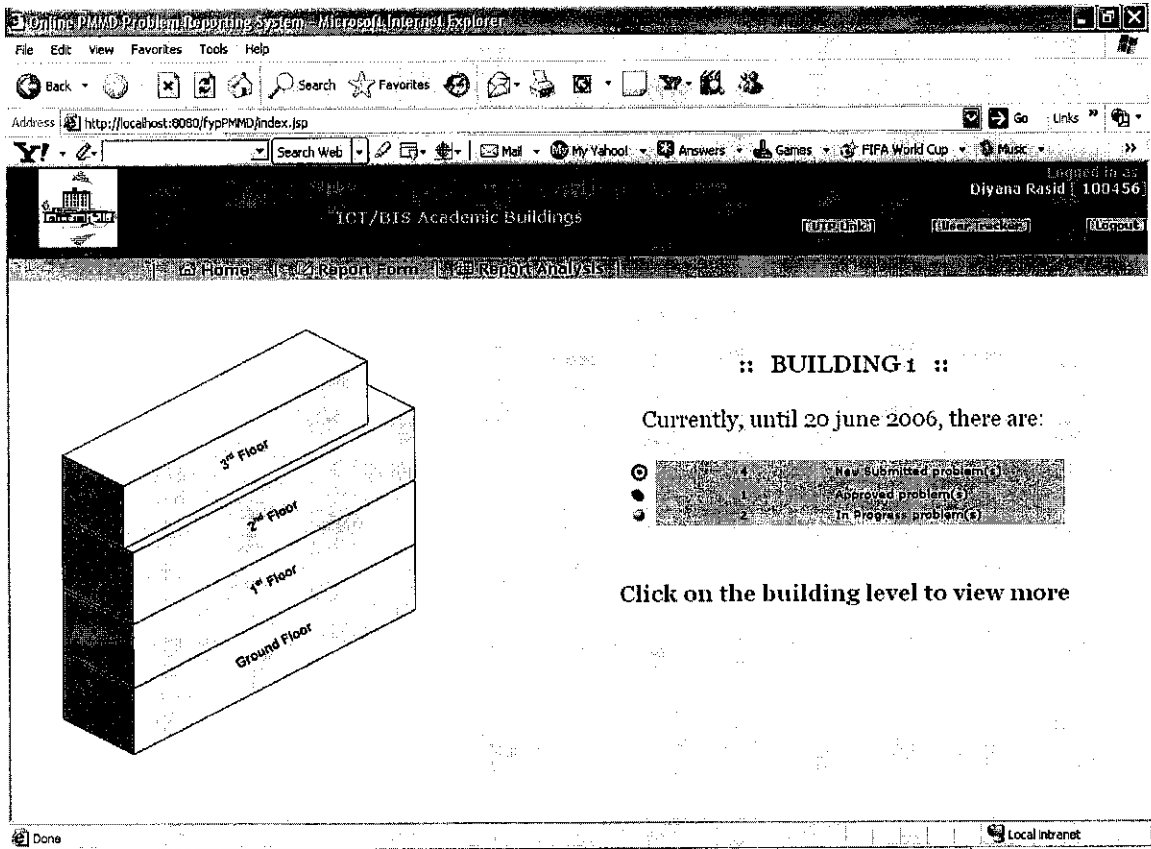 Online PMMD Problem Reporting System - Microsoft Internet Explorer
File Edit View Favorites Tools Help
Back Search Favorites
Address http://localhost:8080/fypPMMD/index.jsp Go Links »
Y! Search Web Mail My Yahoo! Answers Games FIFA World Cup Music »
Logged in as
Diyana Rasid [ 100456 ]
ICT/BIS Academic Buildings
[UTP Link] [User Tracker] [Logout]
Home | Report Form | Report Analysis |
:: BUILDING 1 ::
Currently, until 20 june 2006, there are:
4 New Submitted problem(s)
1 Approved problem(s)
2 In Progress problem(s)
Click on the building level to view more
3rd Floor
2nd Floor
1st Floor
Ground Floor
Done Local intranet